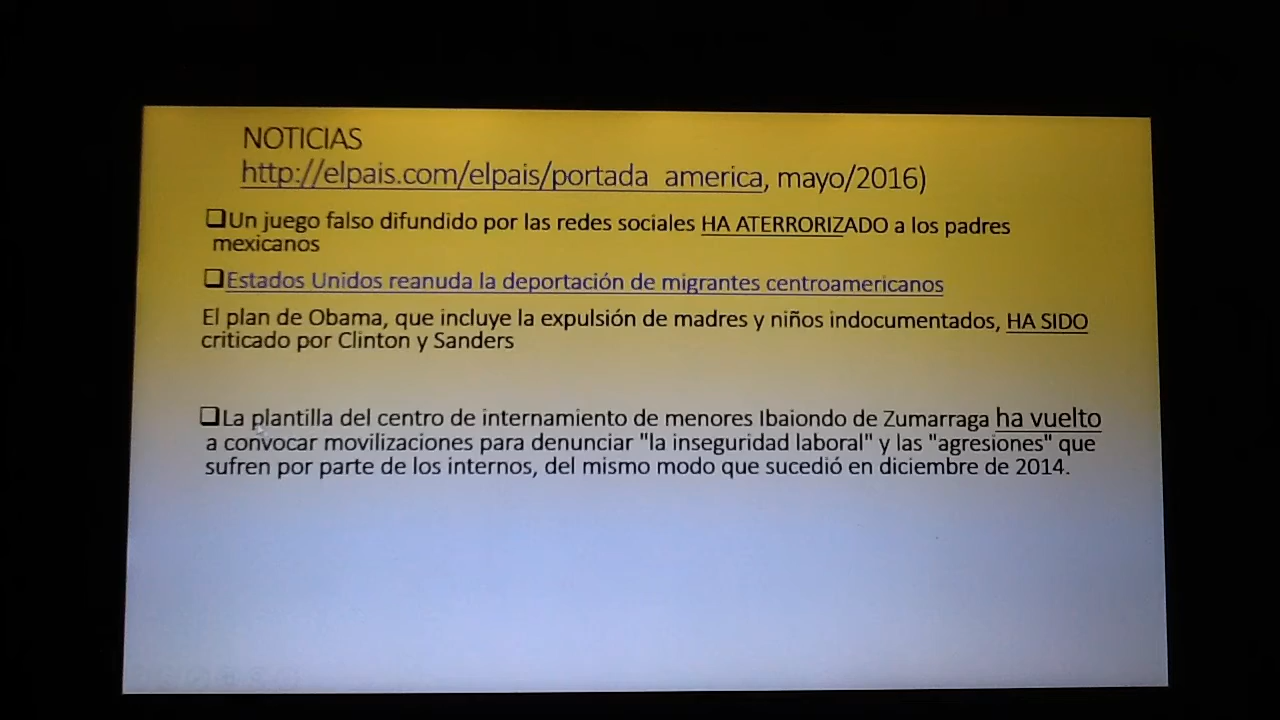 NOTICIAS
http://elpais.com/elpais/portada_america, mayo/2016)
❑Un juego falso difundido por las redes sociales HA ATERRORIZADO a los padres
mexicanos
❑Estados Unidos reanuda la deportación de migrantes centroamericanos
El plan de Obama, que incluye la expulsión de madres y niños indocumentados, HA SIDO
criticado por Clinton y Sanders
❑La plantilla del centro de internamiento de menores Ibaiondo de Zumarraga ha vuelto
a convocar movilizaciones para denunciar "la inseguridad laboral" y las "agresiones" que
sufren por parte de los internos, del mismo modo que sucedió en diciembre de 2014.